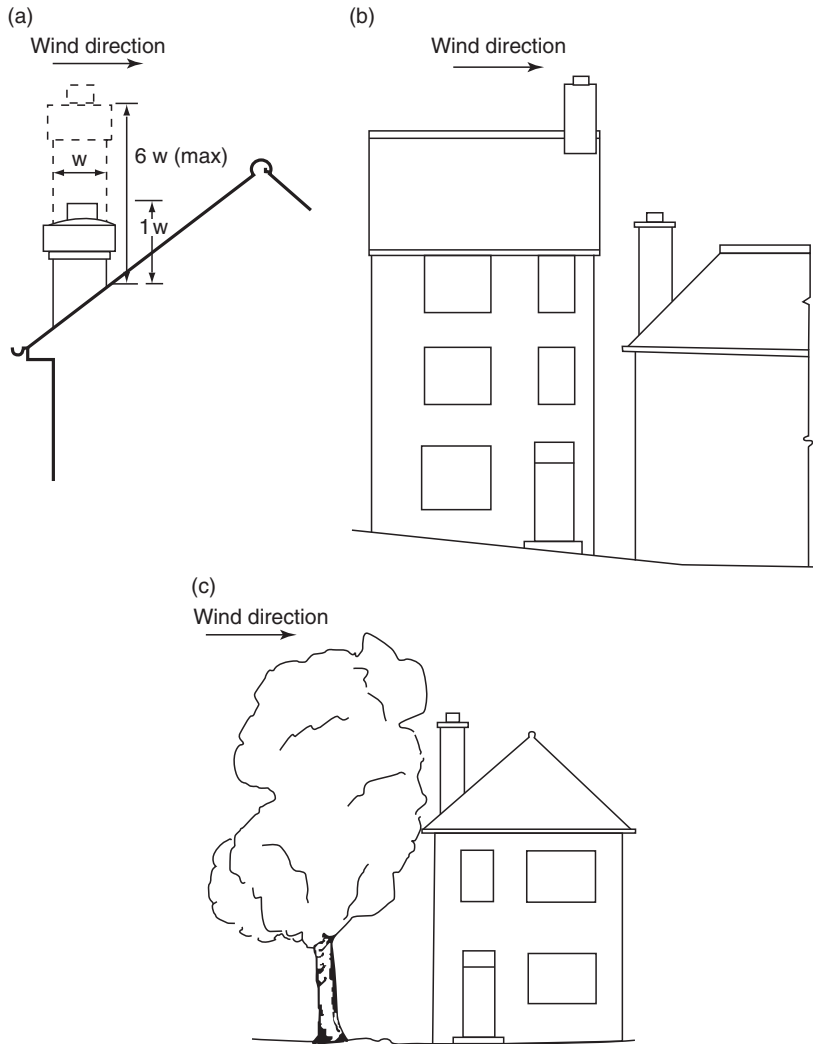 (a)
Wind direction
w
6 w (max)
1 w
(b)
Wind direction
(c)
Wind direction